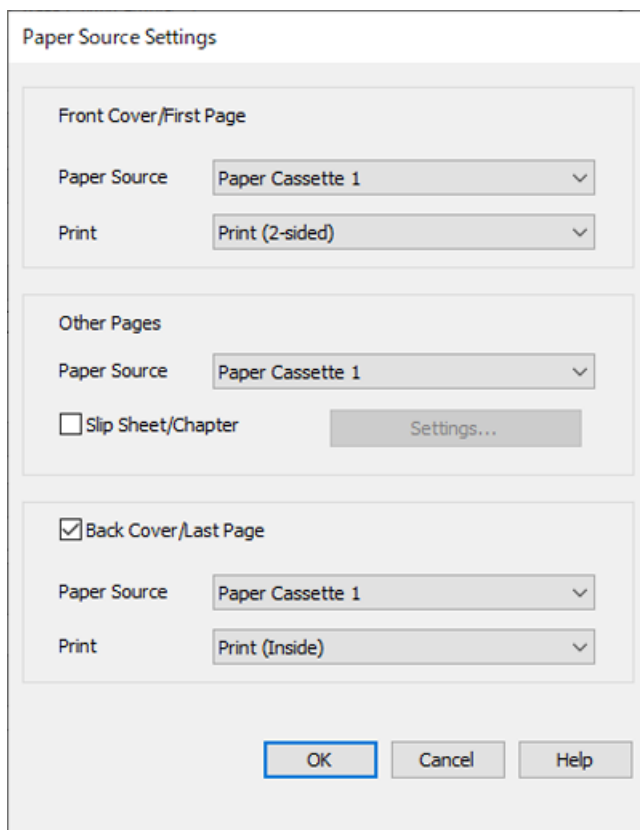 Paper Source Settings
Front Cover/First Page
Paper Source Paper Cassette 1
Print Print (2-sided)
Other Pages
Paper Source Paper Cassette 1
Slip Sheet/Chapter Settings...
Back Cover/Last Page
Paper Source Paper Cassette 1
Print Print (Inside)
OK Cancel Help